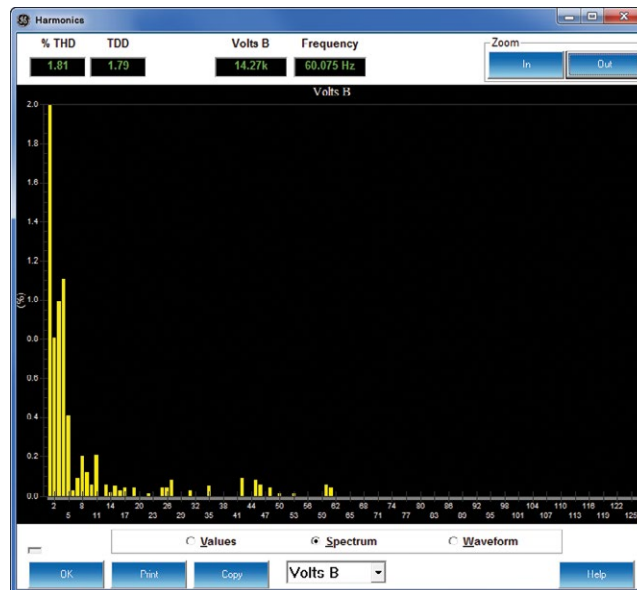 Harmonics
% THD TDD Volts B Frequency Zoom
1.81 1.79 14.27k 60.075 Hz In Out
Volts B
2.0
1.8
1.6
1.4
1.2
1.0
(%)
0.8
0.6
0.4
0.2
0.0
2 8 14 20 26 32 38 44 50 56 62 68 74 80 86 92 98 104 110 116 122
5 11 17 23 29 35 41 47 53 59 65 71 77 83 89 95 101 107 113 119 125
Values Spectrum Waveform
OK Print Copy Volts B Help